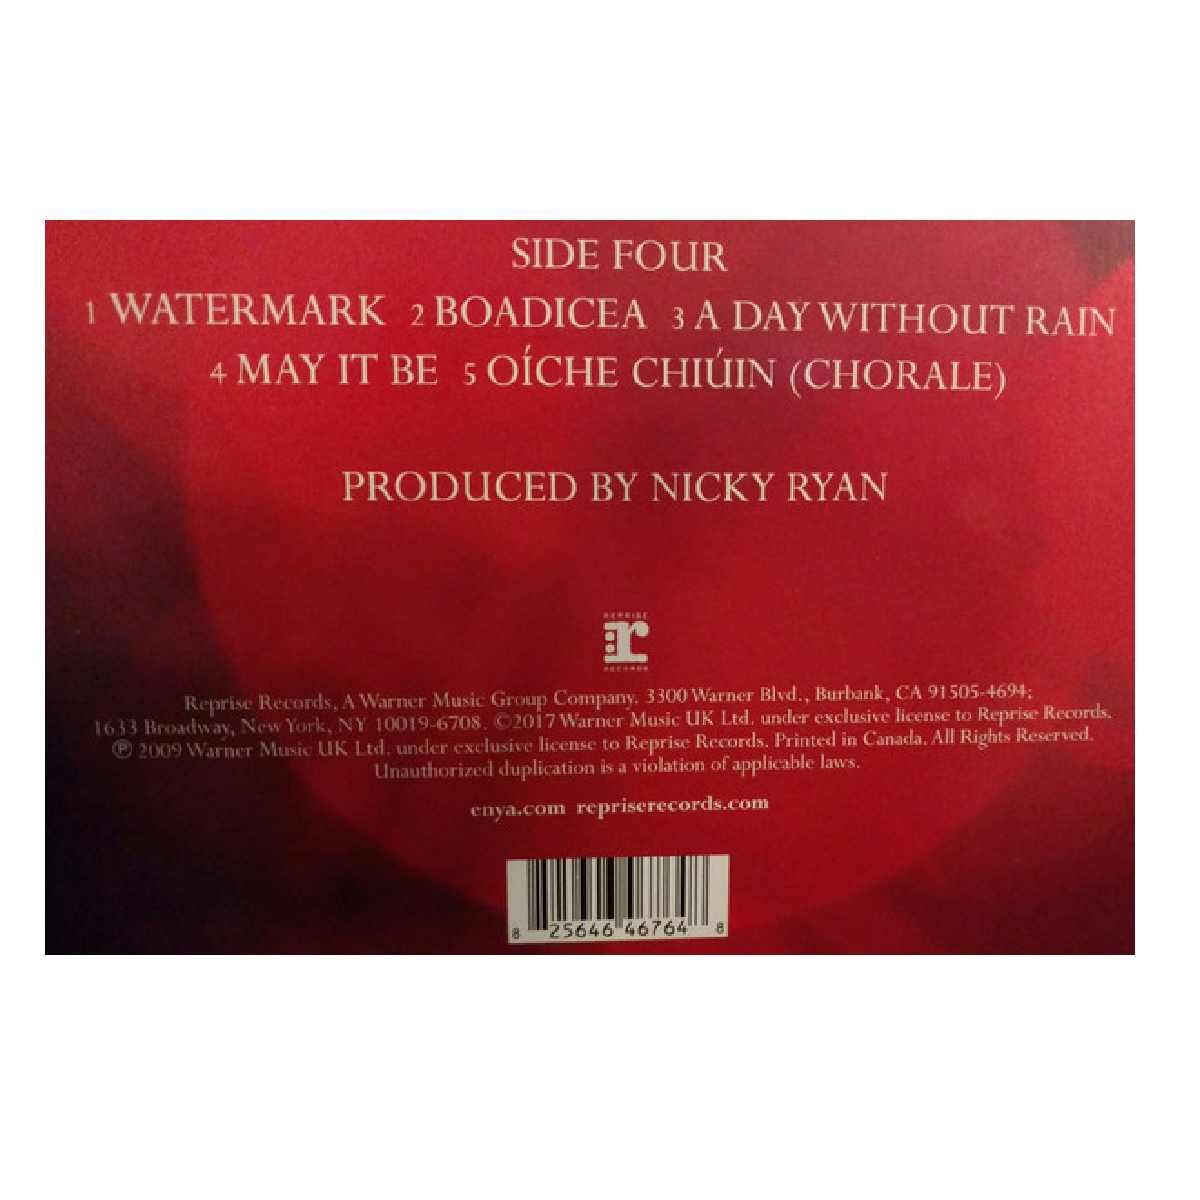 SIDE FOUR
1 WATERMARK 2 BOADICEA 3 A DAY WITHOUT RAIN
4 MAY IT BE 5 OÍCHE CHIÚIN (CHORALE)
PRODUCED BY NICKY RYAN
REPRISE
r
RECORDS
Reprise Records, A Warner Music Group Company. 3300 Warner Blvd., Burbank, CA 91505-4694;
1633 Broadway, New York, NY 10019-6708. ©2017 Warner Music UK Ltd. under exclusive license to Reprise Records.
℗ 2009 Warner Music UK Ltd. under exclusive license to Reprise Records. Printed in Canada. All Rights Reserved.
Unauthorized duplication is a violation of applicable laws.
enya.com repriserecords.com
8 25646 46764 8